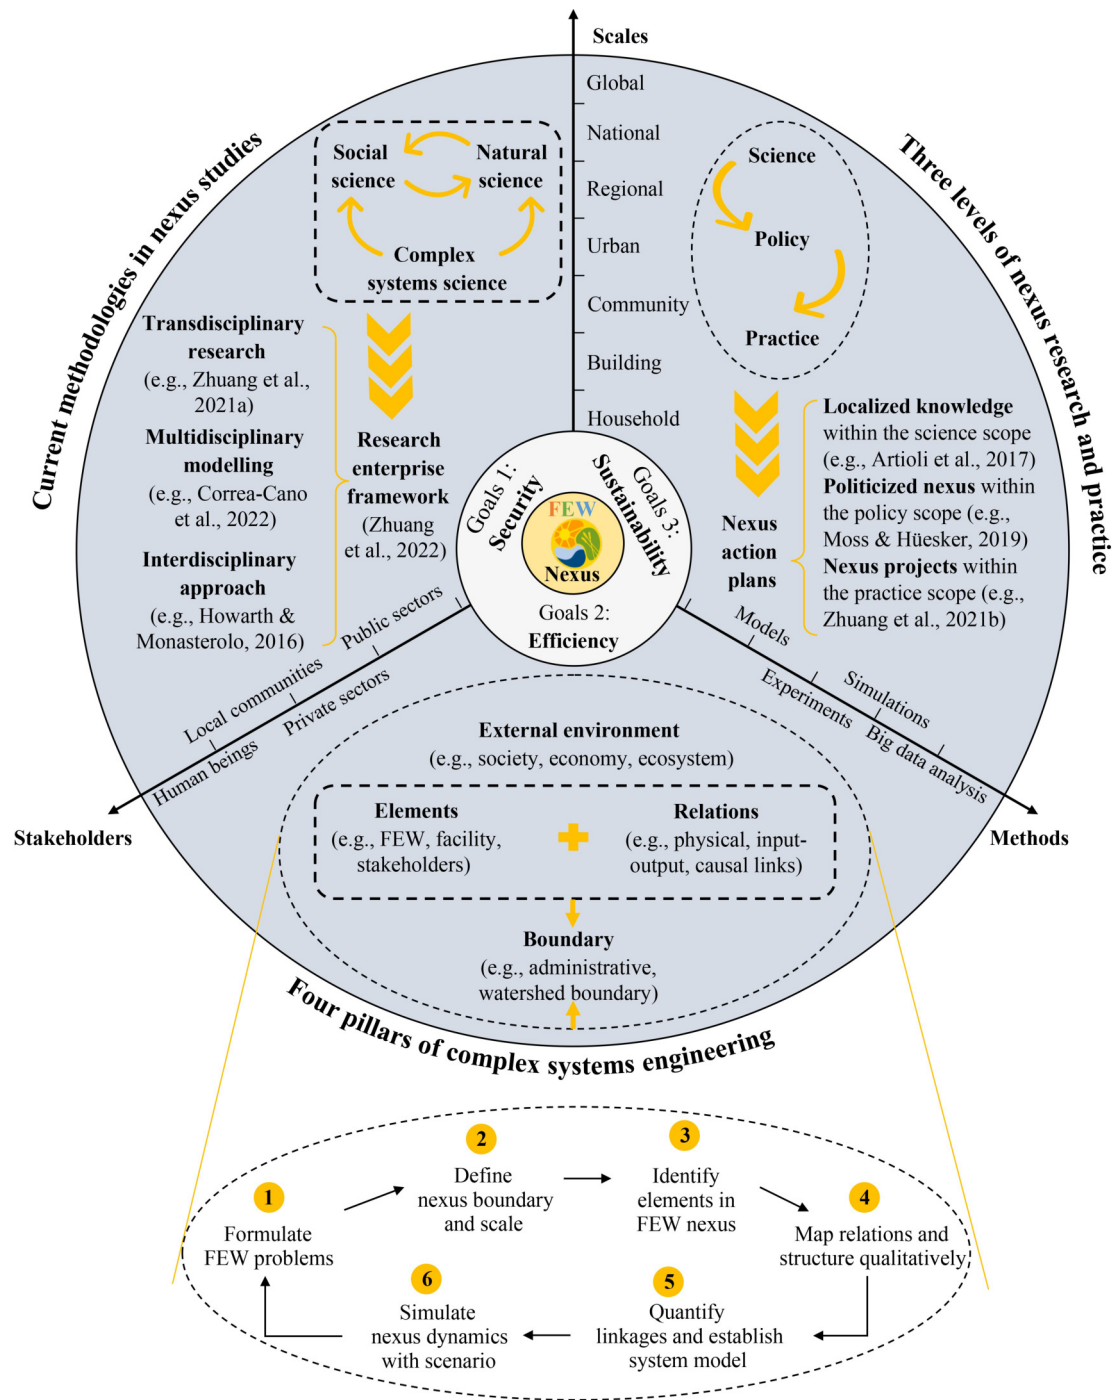 Scales
Global
National
Regional
Urban
Community
Building
Household
Current methodologies in nexus studies
Social
science
Natural
science
Complex
systems science
Transdisciplinary
research
(e.g., Zhuang et al.,
2021a)
Multidisciplinary
modelling
(e.g., Correa-Cano
et al., 2022)
Interdisciplinary
approach
(e.g., Howarth &
Monasterolo, 2016)
Research
enterprise
framework
(Zhuang
et al., 2022)
Three levels of nexus research and practice
Science
Policy
Practice
Nexus
action
plans
Localized knowledge
within the science scope
(e.g., Artioli et al., 2017)
Politicized nexus within
the policy scope (e.g.,
Moss & Hüesker, 2019)
Nexus projects within
the practice scope (e.g.,
Zhuang et al., 2021b)
Goals 1:
Security
Goals 3:
Sustainability
FEW
Nexus
Goals 2:
Efficiency
Public sectors
Private sectors
Local communities
Human beings
Stakeholders
Models
Experiments
Simulations
Big data analysis
Methods
External environment
(e.g., society, economy, ecosystem)
Elements
(e.g., FEW, facility,
stakeholders)
Relations
(e.g., physical, input-
output, causal links)
Boundary
(e.g., administrative,
watershed boundary)
Four pillars of complex systems engineering
1
Formulate
FEW problems
2
Define
nexus boundary
and scale
3
Identify
elements in
FEW nexus
4
Map relations and
structure qualitatively
5
Quantify
linkages and establish
system model
6
Simulate
nexus dynamics
with scenario